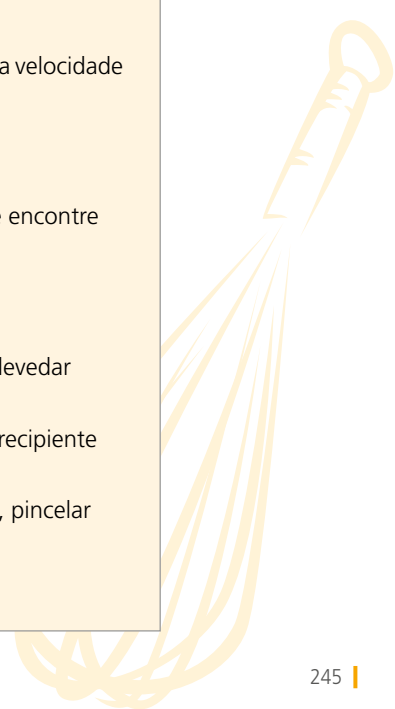 a velocidade
encontre
levedar
recipiente
, pincelar
245